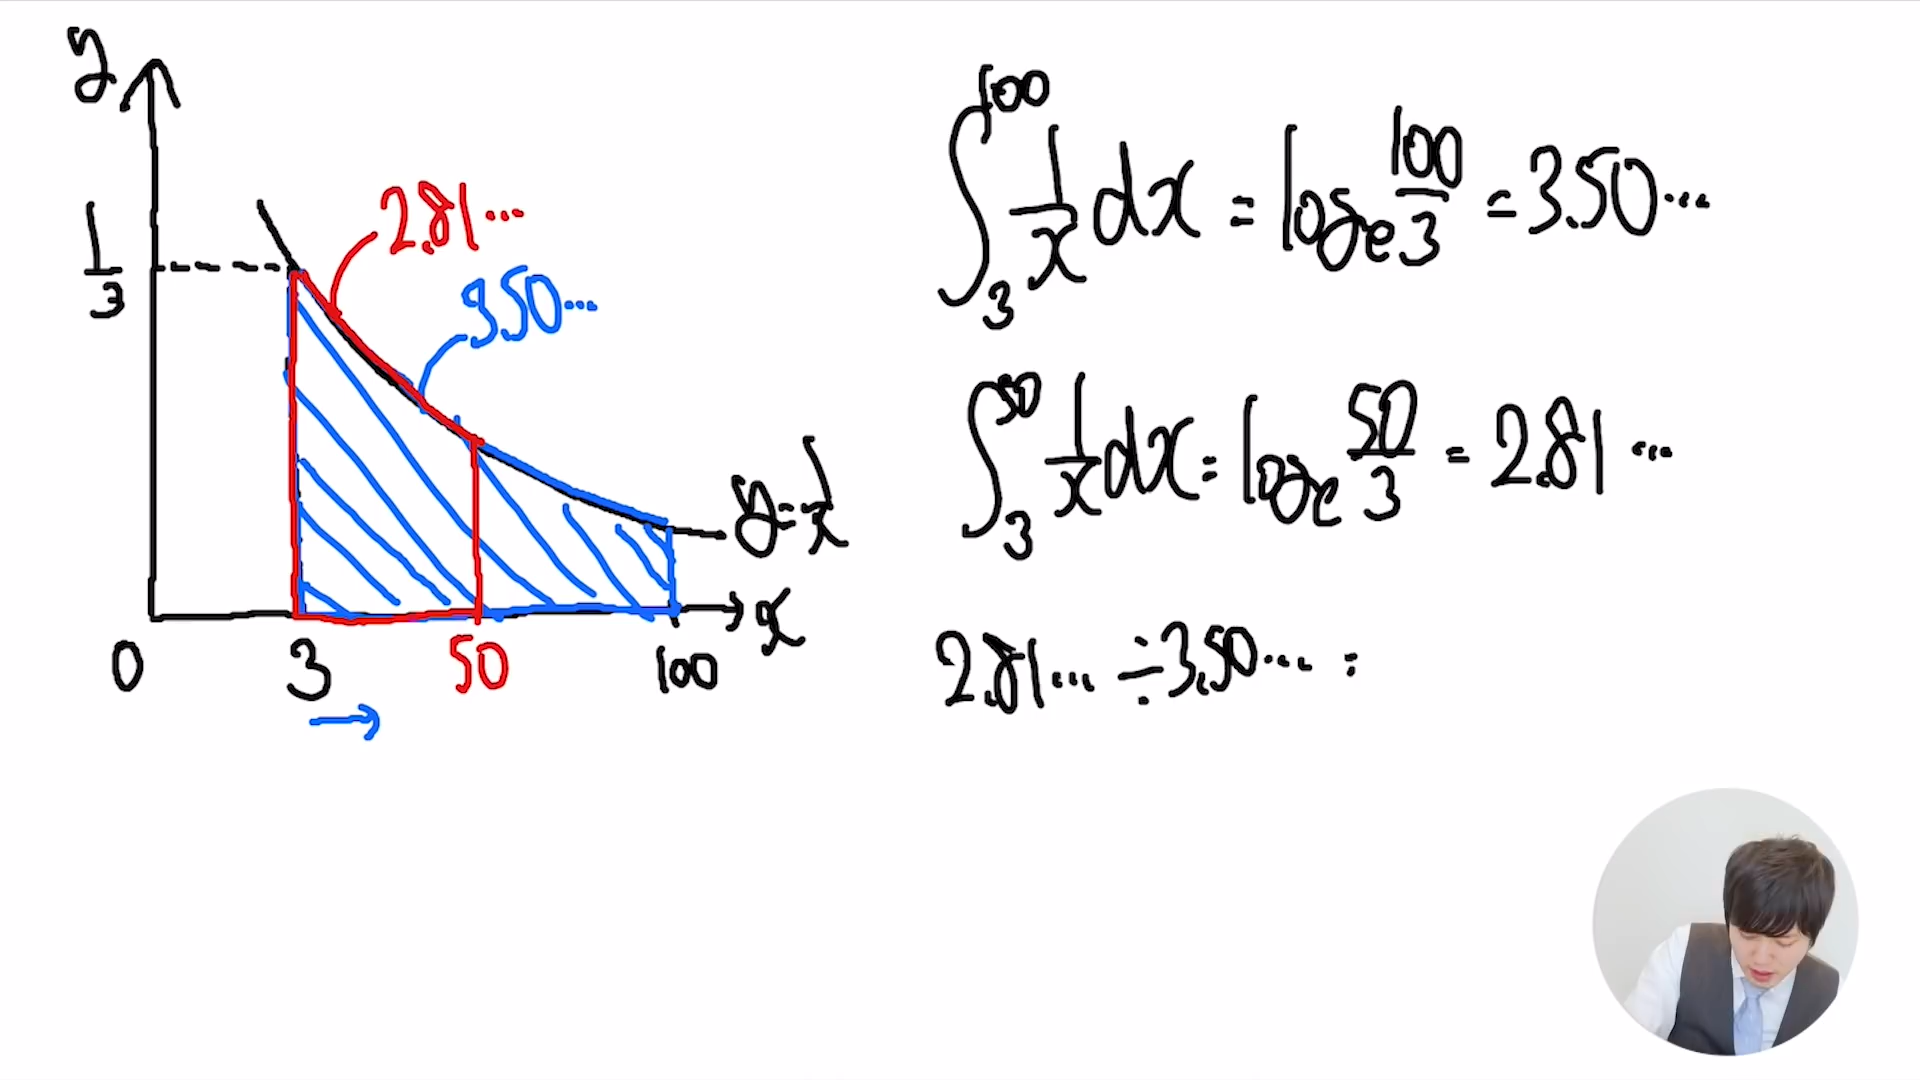 y
1/3
2.81...
3.50...
y=1/x
x
0 3 50 100
→
∫₃¹⁰⁰ 1/x dx = logₑ 100/3 = 3.50...
∫₃⁵⁰ 1/x dx = logₑ 50/3 = 2.81...
2.81... ÷ 3.50... =